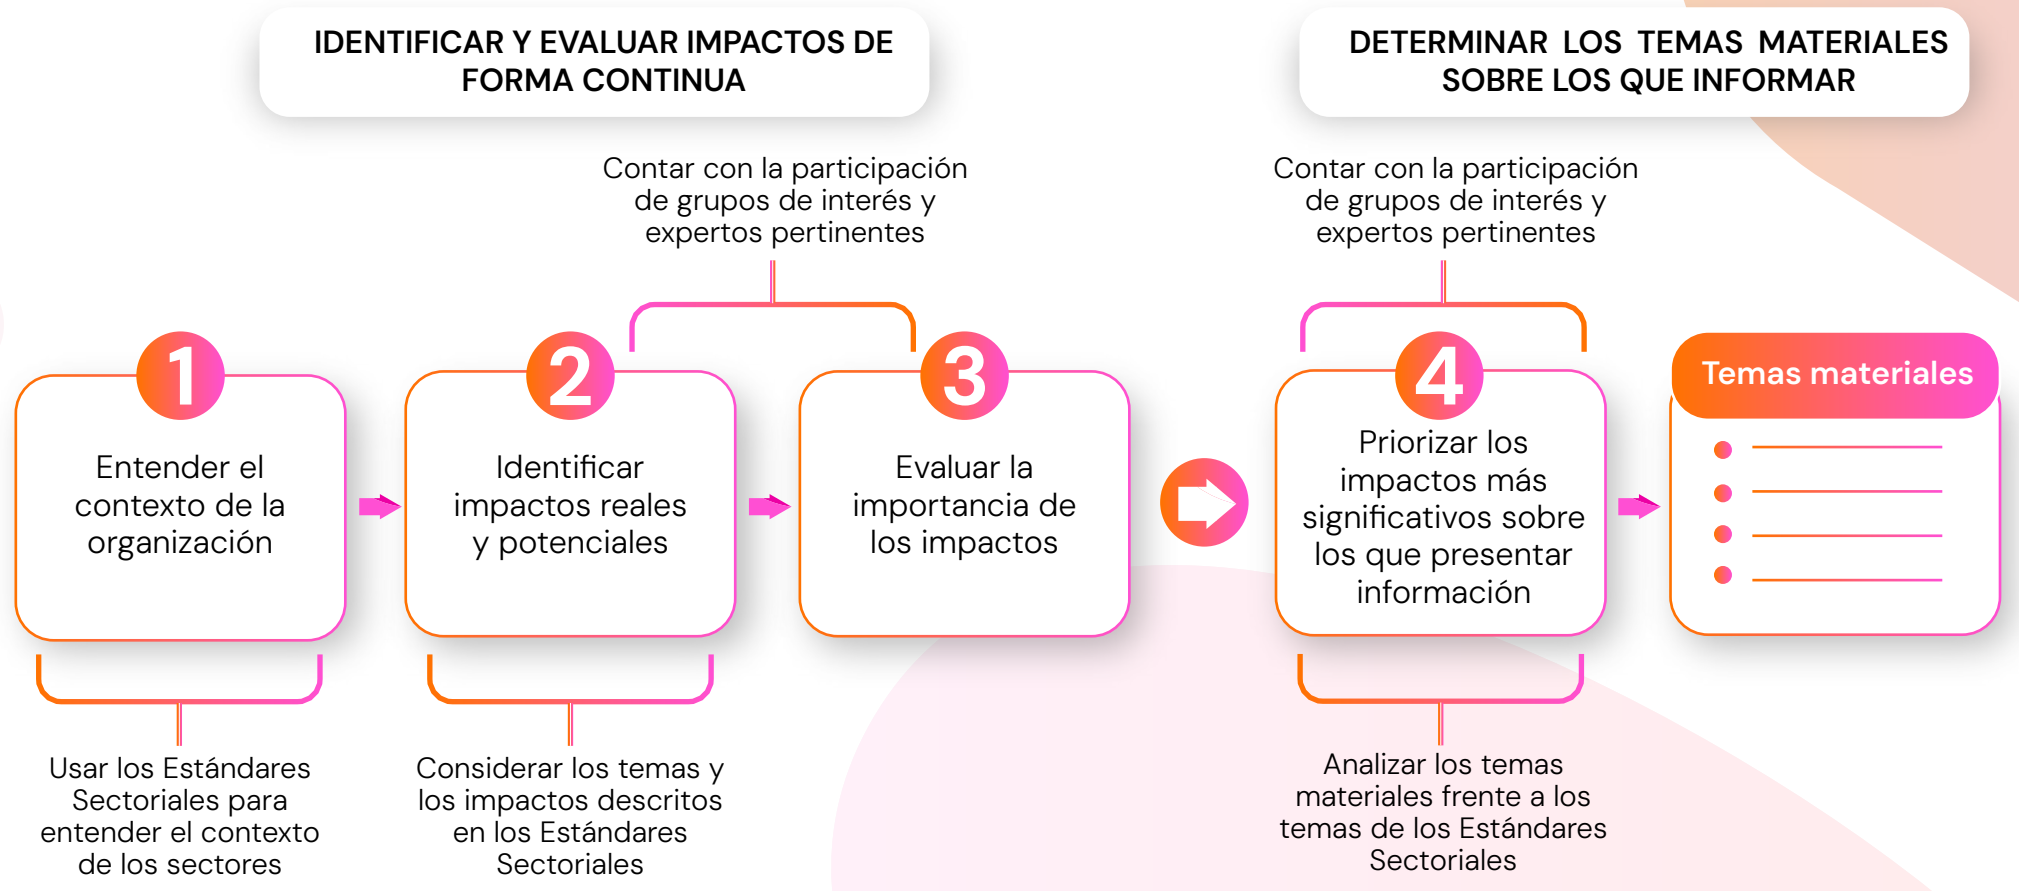 IDENTIFICAR Y EVALUAR IMPACTOS DE
FORMA CONTINUA
DETERMINAR LOS TEMAS MATERIALES
SOBRE LOS QUE INFORMAR
Contar con la participación
de grupos de interés y
expertos pertinentes
Contar con la participación
de grupos de interés y
expertos pertinentes
1
Entender el
contexto de la
organización
2
Identificar
impactos reales
y potenciales
3
Evaluar la
importancia de
los impactos
4
Priorizar los
impactos más
significativos sobre
los que presentar
información
Temas materiales
Usar los Estándares
Sectoriales para
entender el contexto
de los sectores
Considerar los temas y
los impactos descritos
en los Estándares
Sectoriales
Analizar los temas
materiales frente a los
temas de los Estándares
Sectoriales